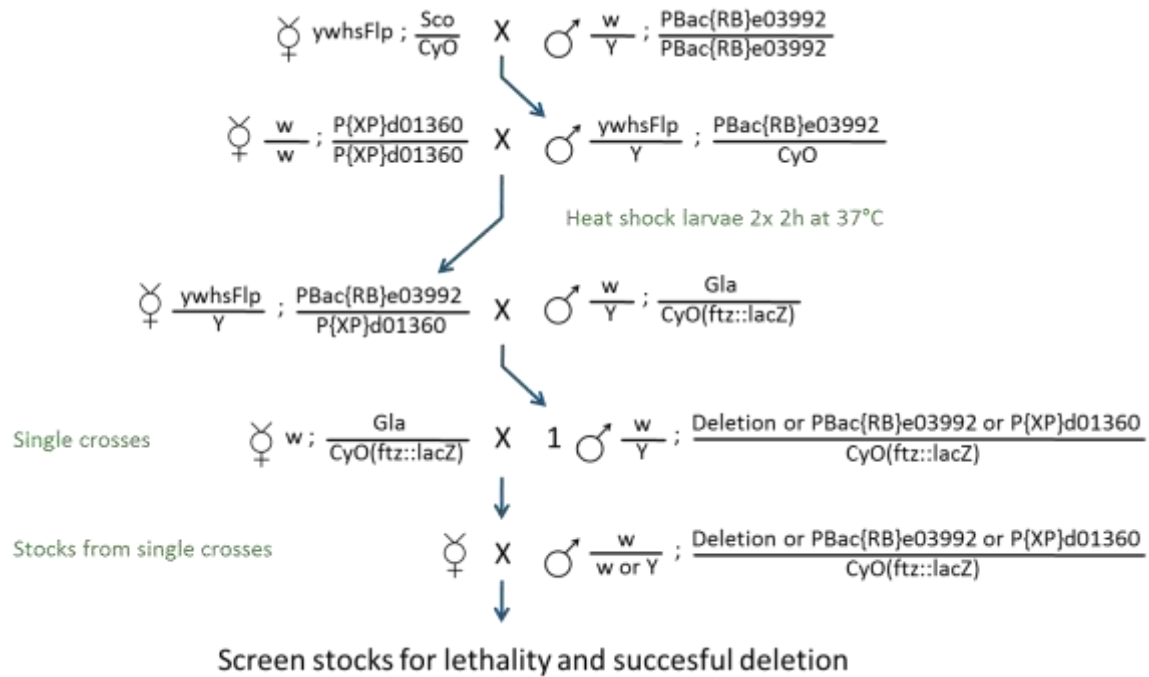 ywhsFlp ; Sco/CyO X w/Y ; PBac{RB}e03992/PBac{RB}e03992
w/w ; P{XP}d01360/P{XP}d01360 X ywhsFlp/Y ; PBac{RB}e03992/CyO
Heat shock larvae 2x 2h at 37°C
ywhsFlp/Y ; PBac{RB}e03992/P{XP}d01360 X w/Y ; Gla/CyO(ftz::lacZ)
Single crosses w ; Gla/CyO(ftz::lacZ) X 1 w/Y ; Deletion or PBac{RB}e03992 or P{XP}d01360/CyO(ftz::lacZ)
Stocks from single crosses X w/w or Y ; Deletion or PBac{RB}e03992 or P{XP}d01360/CyO(ftz::lacZ)
Screen stocks for lethality and succesful deletion